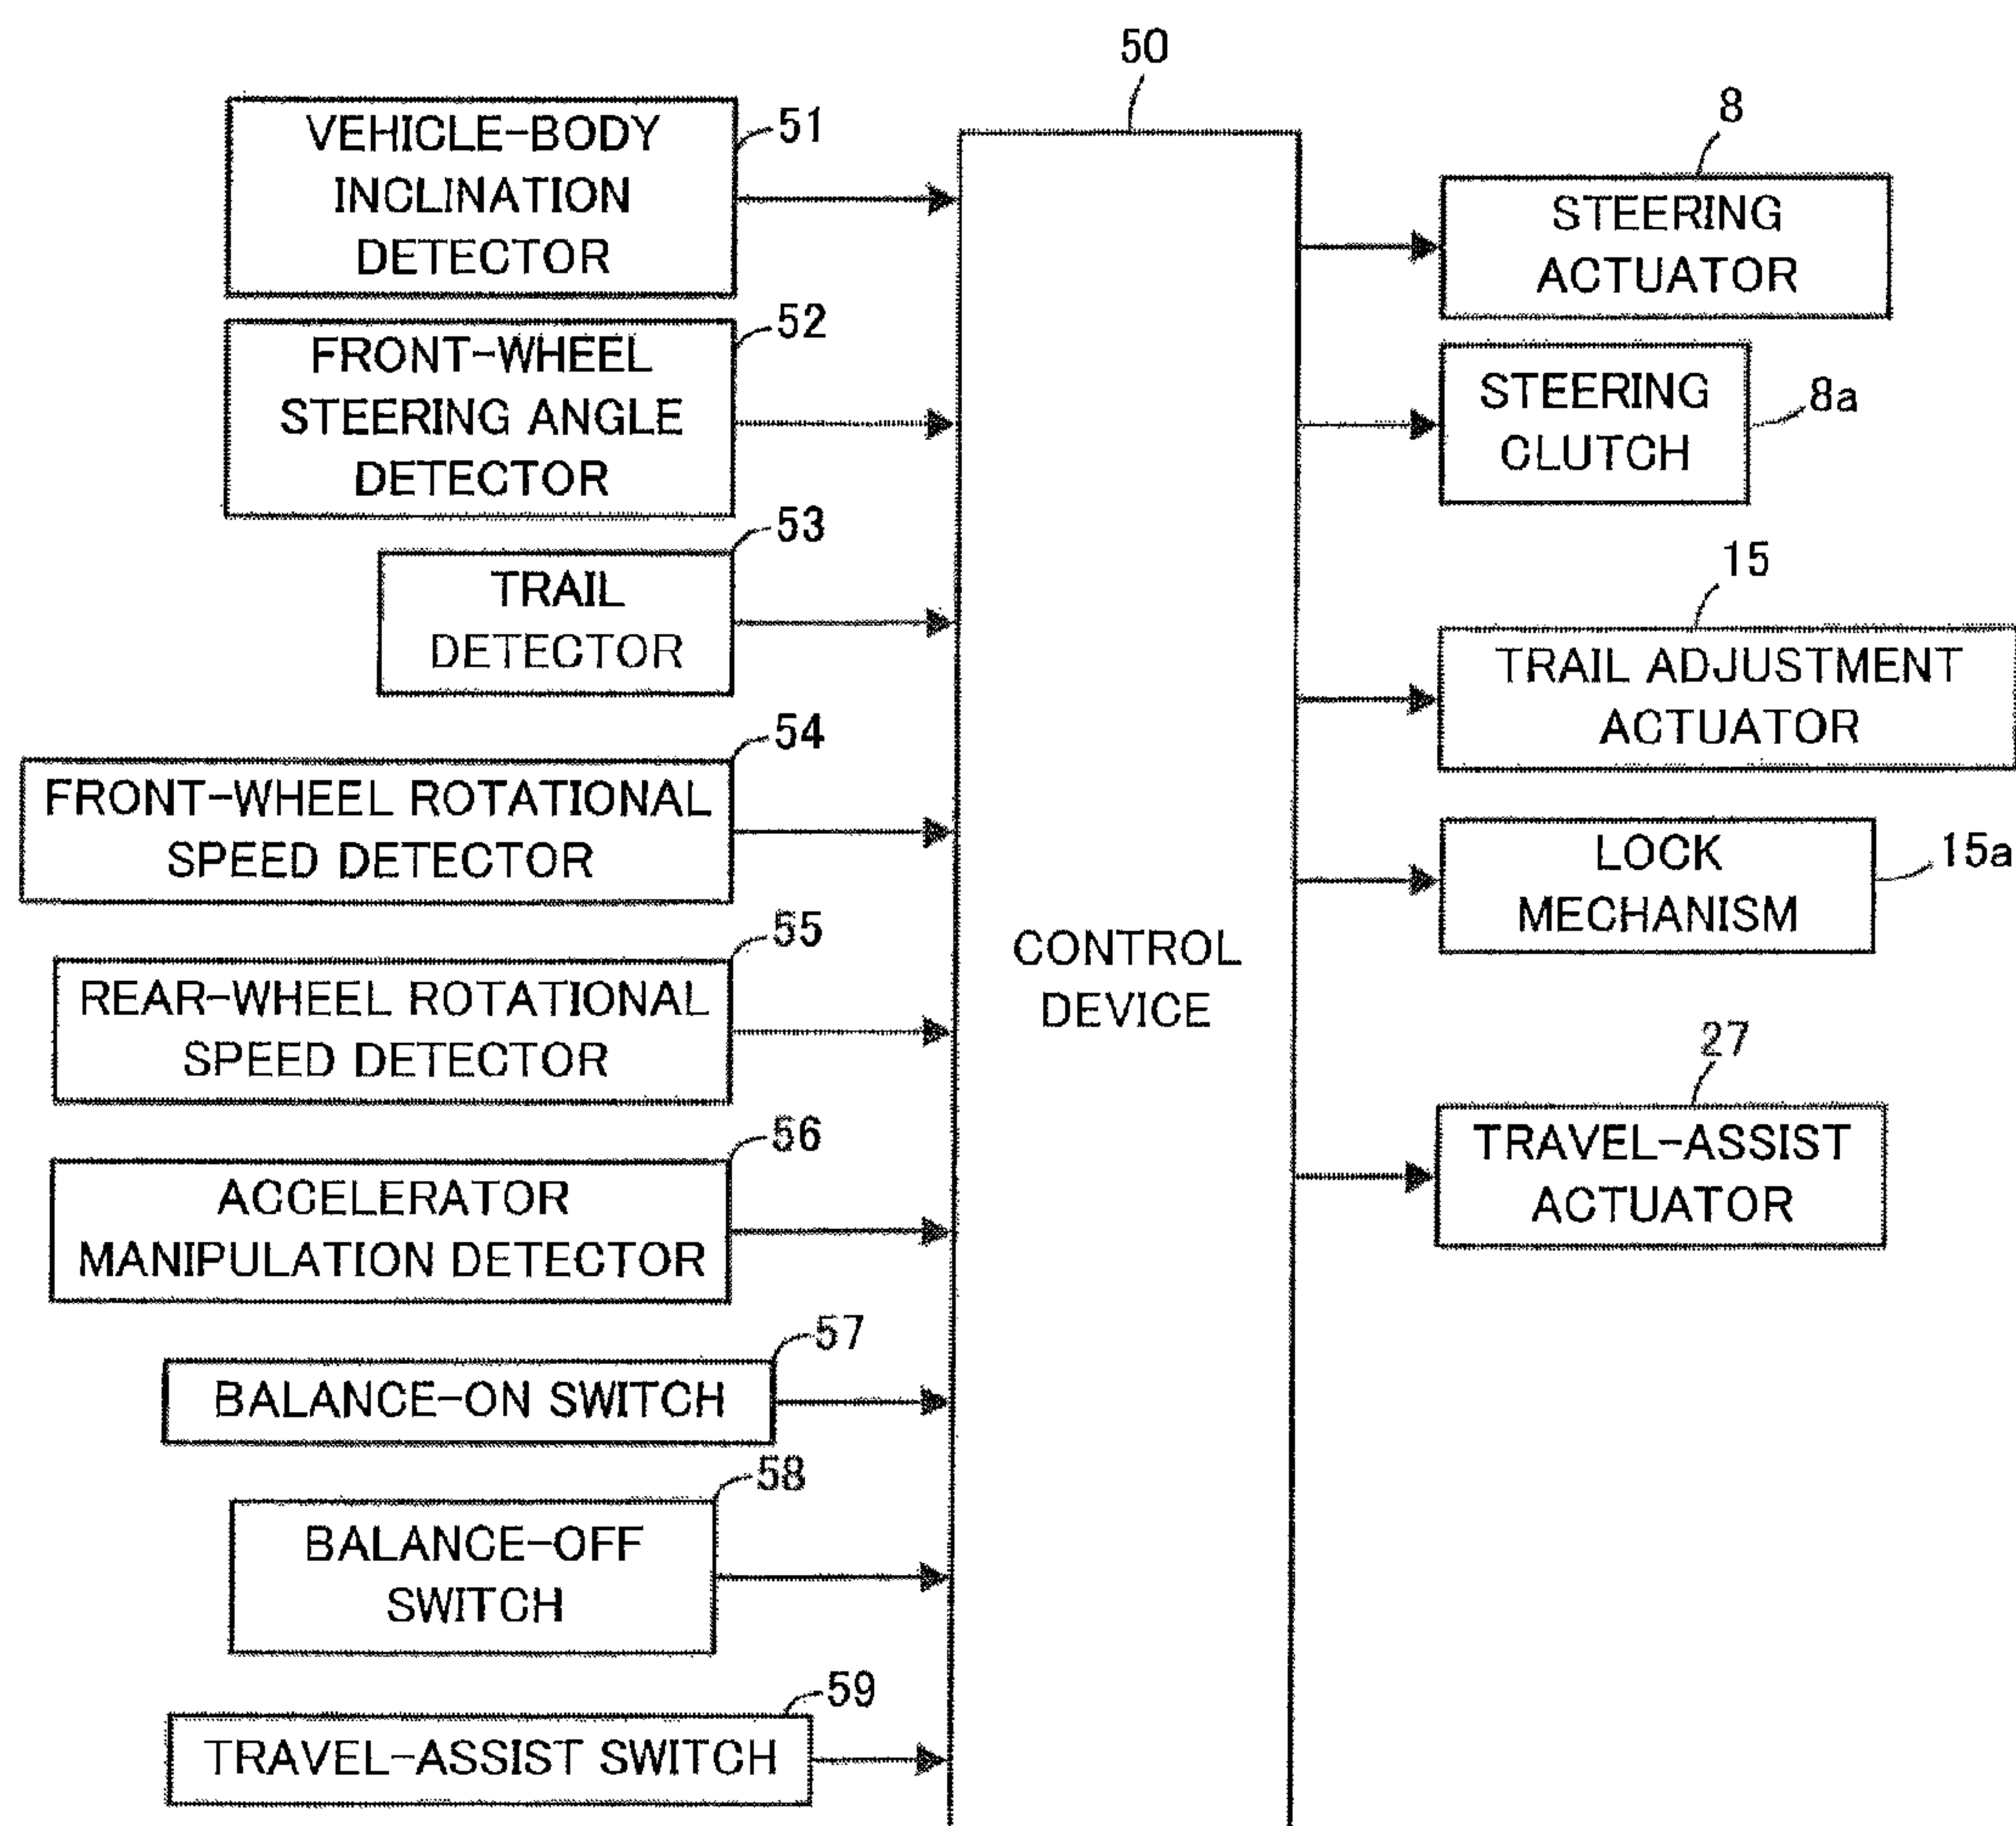 50
VEHICLE-BODY
INCLINATION
DETECTOR
51
FRONT-WHEEL
STEERING ANGLE
DETECTOR
52
TRAIL
DETECTOR
53
FRONT-WHEEL ROTATIONAL
SPEED DETECTOR
54
REAR-WHEEL ROTATIONAL
SPEED DETECTOR
55
ACCELERATOR
MANIPULATION DETECTOR
56
BALANCE-ON SWITCH
57
BALANCE-OFF
SWITCH
58
TRAVEL-ASSIST SWITCH
59
CONTROL
DEVICE
8
STEERING
ACTUATOR
STEERING
CLUTCH
8a
15
TRAIL ADJUSTMENT
ACTUATOR
LOCK
MECHANISM
15a
27
TRAVEL-ASSIST
ACTUATOR